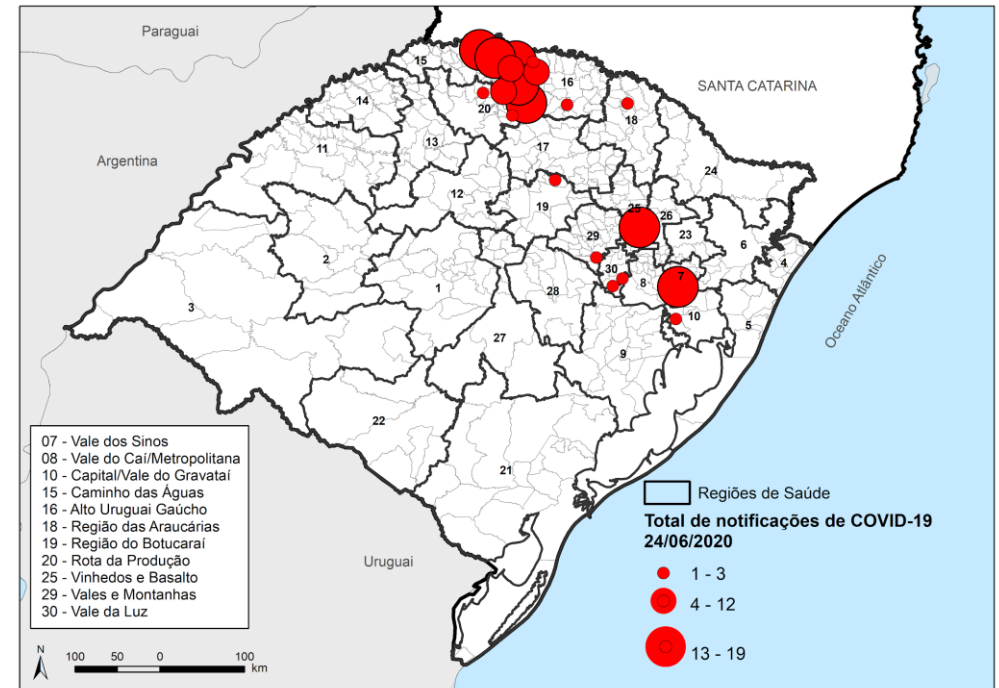 Paraguai
SANTA CATARINA
Argentina
15
16
14
20
18
13
11
17
24
12
19
25
26
29
23
6
2
4
30
7
1
28
8
3
10
5
27
9
22
21
Oceano Atlântico
Uruguai
07 - Vale dos Sinos
08 - Vale do Caí/Metropolitana
10 - Capital/Vale do Gravataí
15 - Caminho das Águas
16 - Alto Uruguai Gaúcho
18 - Região das Araucárias
19 - Região do Botucaraí
20 - Rota da Produção
25 - Vinhedos e Basalto
29 - Vales e Montanhas
30 - Vale da Luz
Regiões de Saúde
Total de notificações de COVID-19
24/06/2020
1 - 3
4 - 12
13 - 19
N
100 50 0 100
km